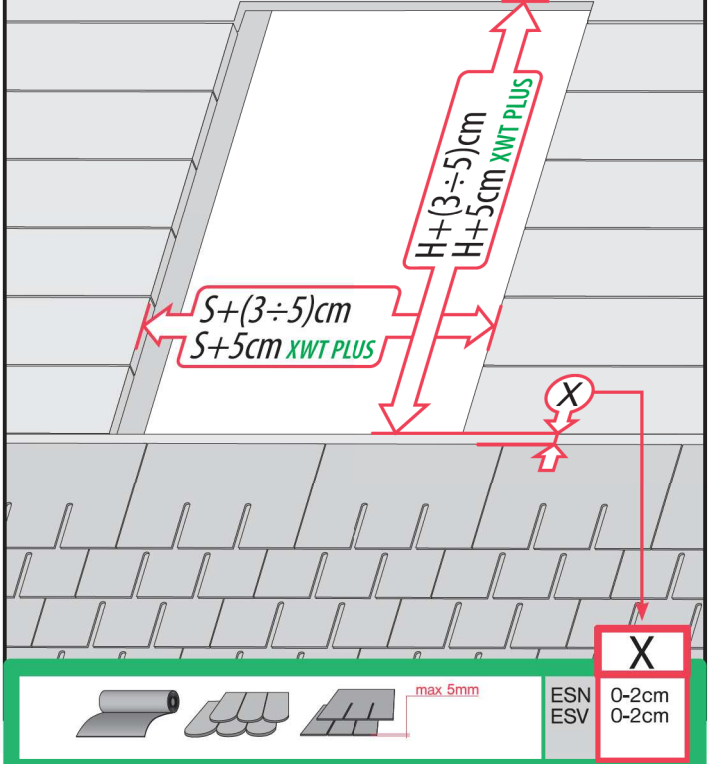 H+(3÷5)cm
H+5cm XWT PLUS
S+(3÷5)cm
S+5cm XWT PLUS
X
X
max 5mm
ESN 0-2cm
ESV 0-2cm